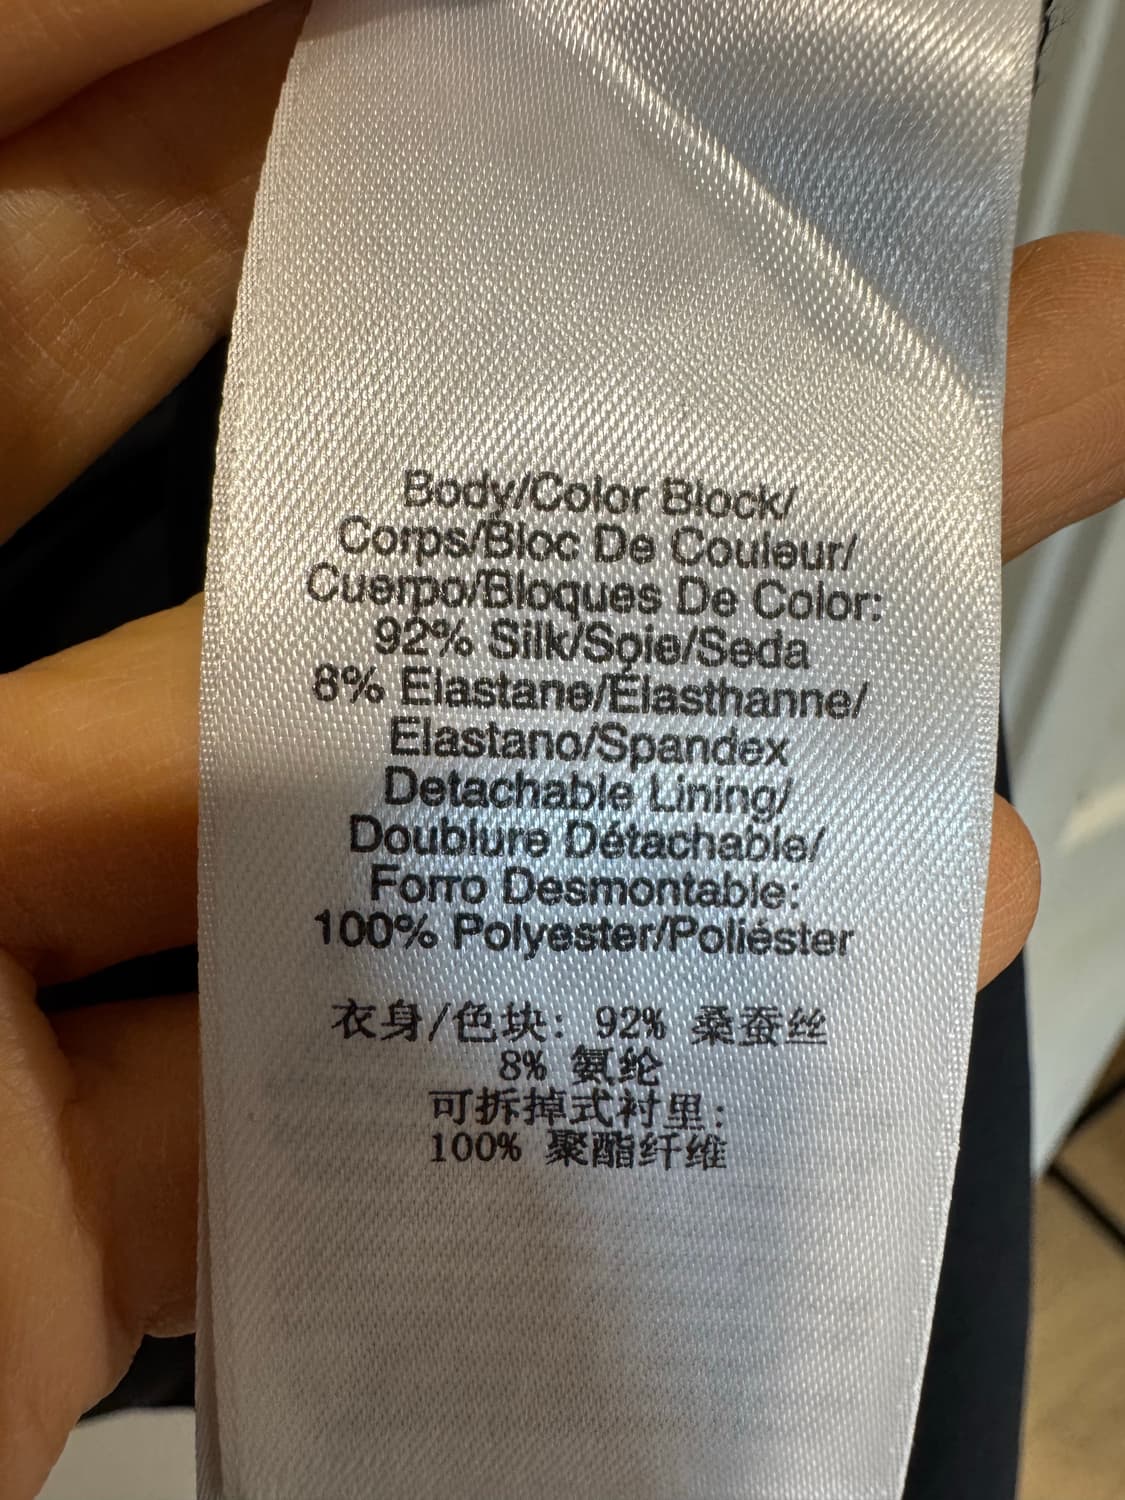 Body/Color Block/
Corps/Bloc De Couleur/
Cuerpo/Bloques De Color:
92% Silk/Soie/Seda
8% Elastane/Élasthanne/
Elastano/Spandex
Detachable Lining/
Doublure Détachable/
Forro Desmontable:
100% Polyester/Poliéster
衣身/色块: 92% 桑蚕丝
8% 氨纶
可拆掉式衬里:
100% 聚酯纤维